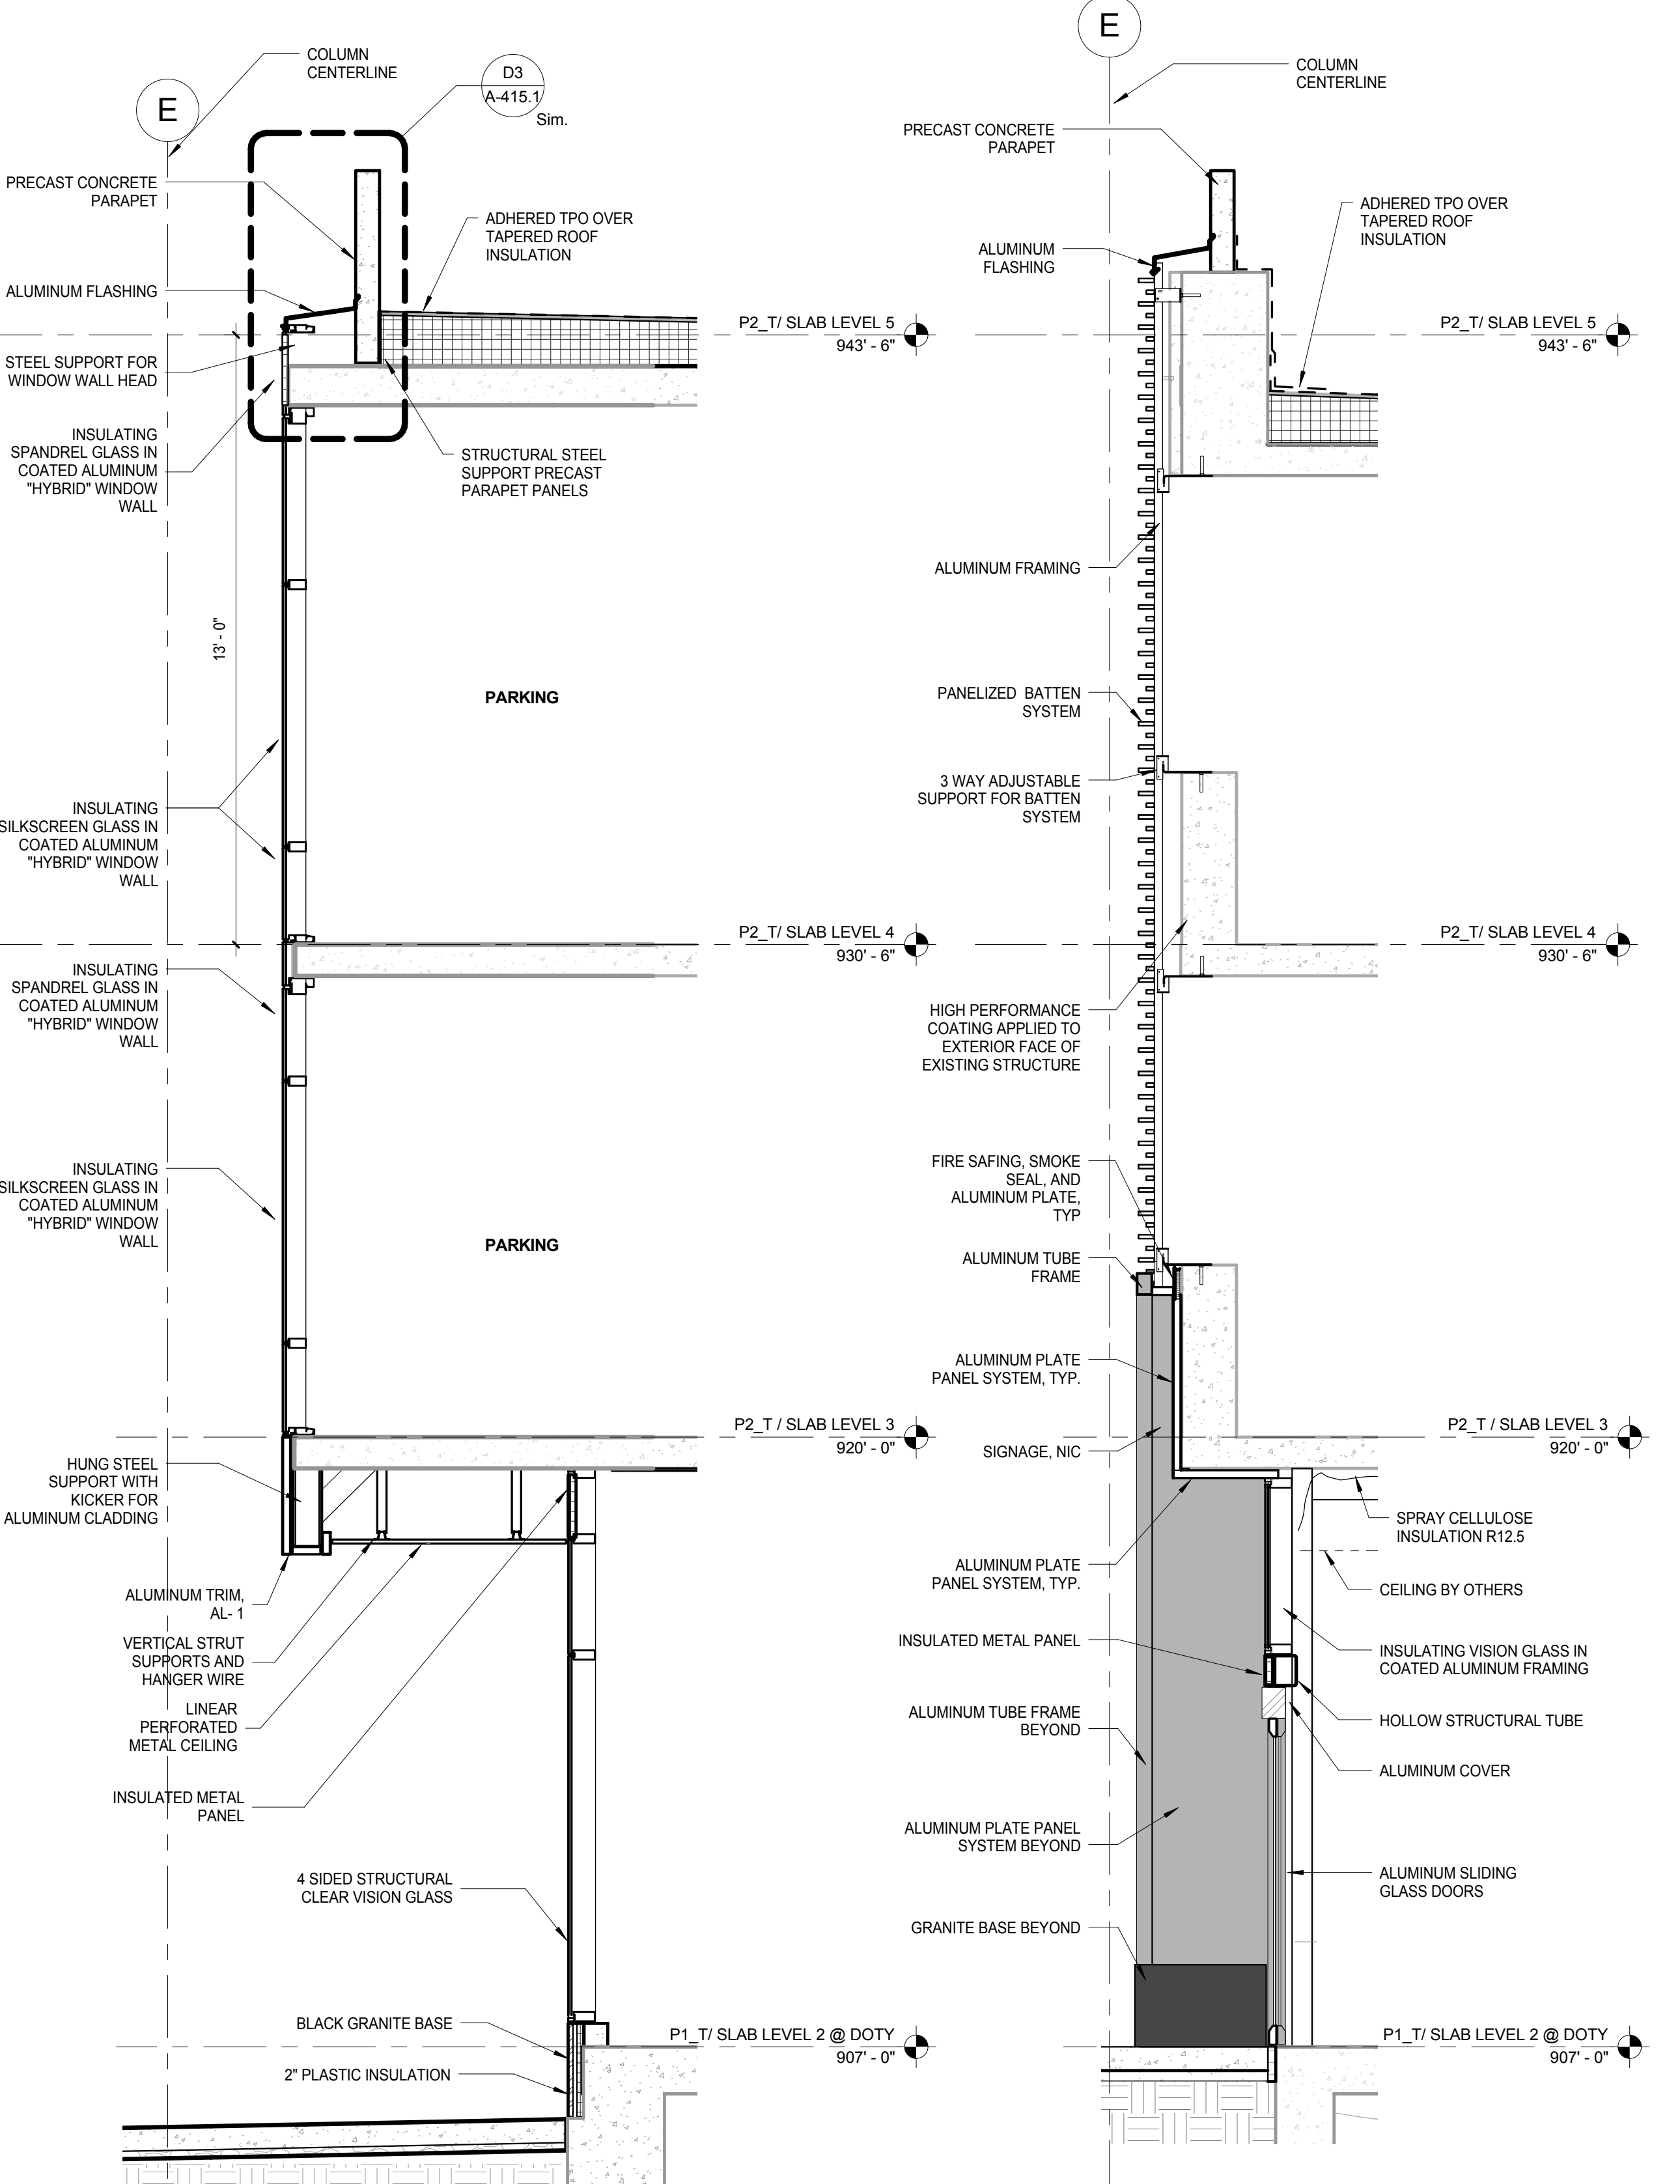 E
COLUMN
CENTERLINE
D3
A-415.1
Sim.
PRECAST CONCRETE
PARAPET
ADHERED TPO OVER
TAPERED ROOF
INSULATION
ALUMINUM FLASHING
P2_T/ SLAB LEVEL 5
943' - 6"
STEEL SUPPORT FOR
WINDOW WALL HEAD
INSULATING
SPANDREL GLASS IN
COATED ALUMINUM
"HYBRID" WINDOW
WALL
STRUCTURAL STEEL
SUPPORT PRECAST
PARAPET PANELS
13' - 0"
PARKING
INSULATING
SILKSCREEN GLASS IN
COATED ALUMINUM
"HYBRID" WINDOW
WALL
P2_T/ SLAB LEVEL 4
930' - 6"
INSULATING
SPANDREL GLASS IN
COATED ALUMINUM
"HYBRID" WINDOW
WALL
INSULATING
SILKSCREEN GLASS IN
COATED ALUMINUM
"HYBRID" WINDOW
WALL
PARKING
P2_T / SLAB LEVEL 3
920' - 0"
HUNG STEEL
SUPPORT WITH
KICKER FOR
ALUMINUM CLADDING
ALUMINUM TRIM,
AL- 1
VERTICAL STRUT
SUPPORTS AND
HANGER WIRE
LINEAR
PERFORATED
METAL CEILING
INSULATED METAL
PANEL
4 SIDED STRUCTURAL
CLEAR VISION GLASS
BLACK GRANITE BASE
2" PLASTIC INSULATION
P1_T/ SLAB LEVEL 2 @ DOTY
907' - 0"
E
COLUMN
CENTERLINE
PRECAST CONCRETE
PARAPET
ADHERED TPO OVER
TAPERED ROOF
INSULATION
ALUMINUM
FLASHING
P2_T/ SLAB LEVEL 5
943' - 6"
ALUMINUM FRAMING
PANELIZED BATTEN
SYSTEM
3 WAY ADJUSTABLE
SUPPORT FOR BATTEN
SYSTEM
P2_T/ SLAB LEVEL 4
930' - 6"
HIGH PERFORMANCE
COATING APPLIED TO
EXTERIOR FACE OF
EXISTING STRUCTURE
FIRE SAFING, SMOKE
SEAL, AND
ALUMINUM PLATE,
TYP
ALUMINUM TUBE
FRAME
ALUMINUM PLATE
PANEL SYSTEM, TYP.
SIGNAGE, NIC
P2_T / SLAB LEVEL 3
920' - 0"
SPRAY CELLULOSE
INSULATION R12.5
ALUMINUM PLATE
PANEL SYSTEM, TYP.
CEILING BY OTHERS
INSULATED METAL PANEL
INSULATING VISION GLASS IN
COATED ALUMINUM FRAMING
ALUMINUM TUBE FRAME
BEYOND
HOLLOW STRUCTURAL TUBE
ALUMINUM COVER
ALUMINUM PLATE PANEL
SYSTEM BEYOND
ALUMINUM SLIDING
GLASS DOORS
GRANITE BASE BEYOND
P1_T/ SLAB LEVEL 2 @ DOTY
907' - 0"